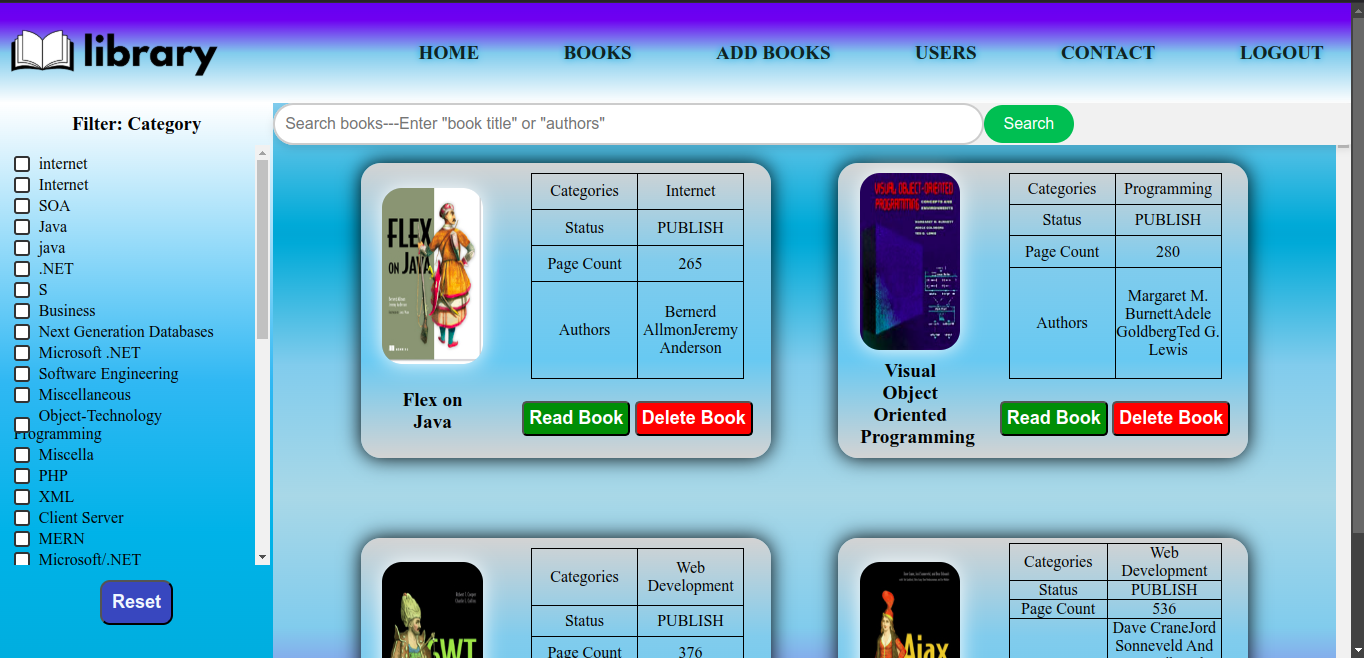 library
HOME BOOKS ADD BOOKS USERS CONTACT LOGOUT
Filter: Category
internet
Internet
SOA
Java
java
.NET
S
Business
Next Generation Databases
Microsoft .NET
Software Engineering
Miscellaneous
Object-Technology
Programming
Miscella
PHP
XML
Client Server
MERN
Microsoft/.NET
Reset
Search books---Enter "book title" or "authors"
Search
FLEX
ON JAVA
Flex on
Java
Categories Internet
Status PUBLISH
Page Count 265
Authors
Bernerd
AllmonJeremy
Anderson
Read Book Delete Book
VISUAL OBJECT-ORIENTED
PROGRAMMING
CONCEPTS AND
ENVIRONMENTS
Visual
Object
Oriented
Programming
Categories Programming
Status PUBLISH
Page Count 280
Authors
Margaret M.
BurnettAdele
GoldbergTed G.
Lewis
Read Book Delete Book
GWT
Categories
Web
Development
Status PUBLISH
Page Count 376
Ajax
Categories
Web
Development
Status PUBLISH
Page Count 536
Dave CraneJord
Sonneveld And